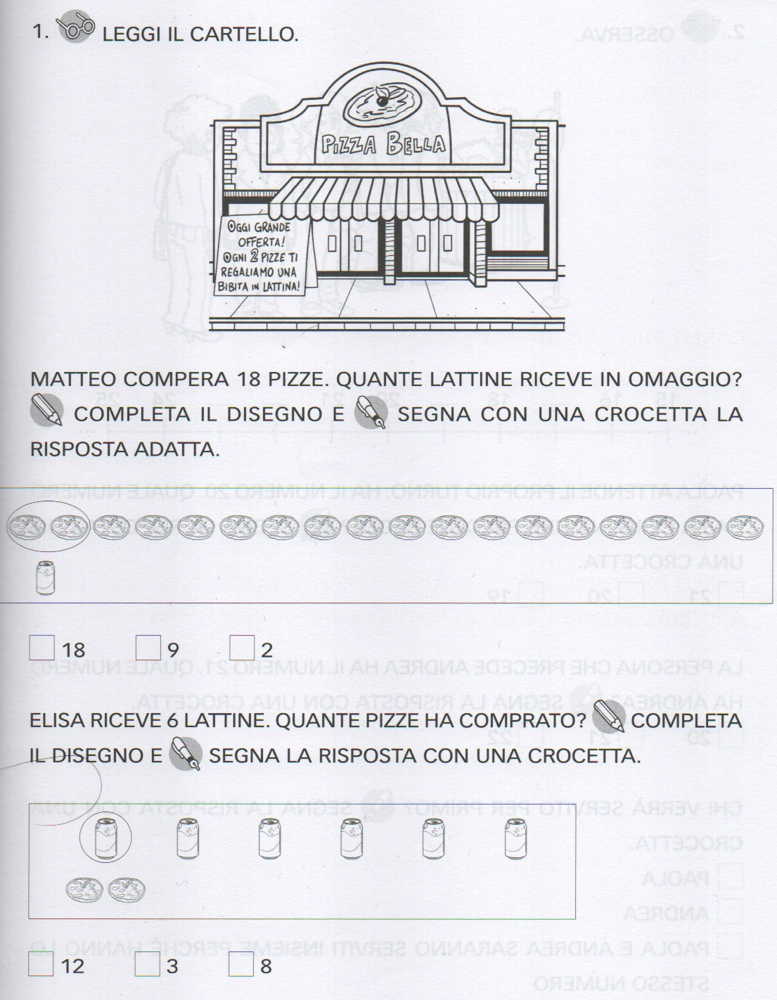 1. LEGGI IL CARTELLO.
PIZZA BELLA
OGGI GRANDE
OFFERTA!
OGNI 2 PIZZE TI
REGALIAMO UNA
BIBITA IN LATTINA!
MATTEO COMPERA 18 PIZZE. QUANTE LATTINE RICEVE IN OMAGGIO?
COMPLETA IL DISEGNO E SEGNA CON UNA CROCETTA LA
RISPOSTA ADATTA.
18 9 2
ELISA RICEVE 6 LATTINE. QUANTE PIZZE HA COMPRATO? COMPLETA
IL DISEGNO E SEGNA LA RISPOSTA CON UNA CROCETTA.
12 3 8